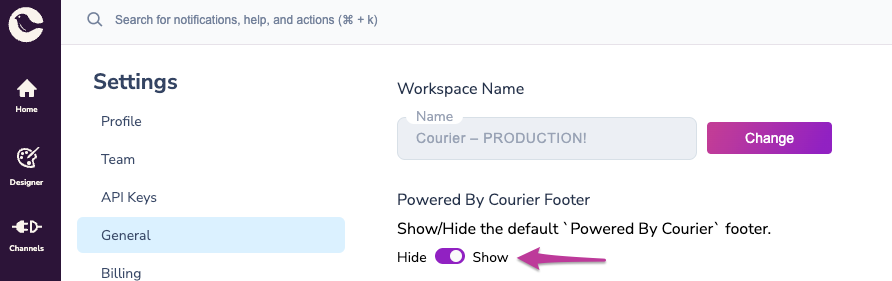 Search for notifications, help, and actions (⌘ + k)
Home
Designer
Channels
Settings
Profile
Team
API Keys
General
Billing
Workspace Name
Name
Courier – PRODUCTION!
Change
Powered By Courier Footer
Show/Hide the default `Powered By Courier` footer.
Hide Show